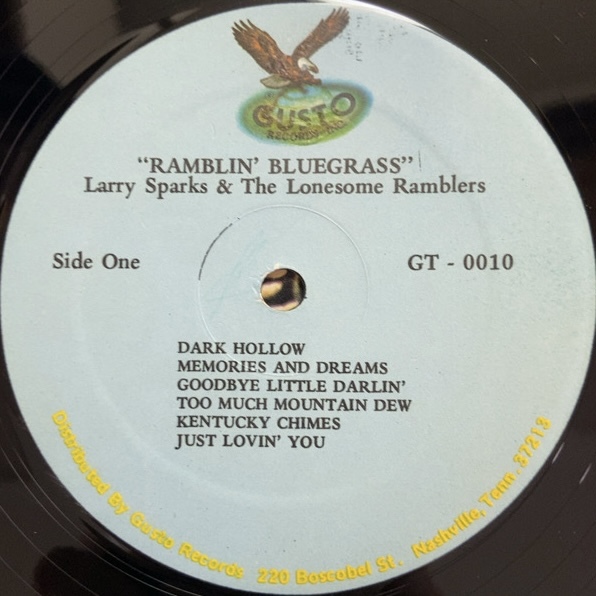 GUSTO
RECORDS, INC.
"RAMBLIN' BLUEGRASS"
Larry Sparks & The Lonesome Ramblers
Side One
GT - 0010
DARK HOLLOW
MEMORIES AND DREAMS
GOODBYE LITTLE DARLIN'
TOO MUCH MOUNTAIN DEW
KENTUCKY CHIMES
JUST LOVIN' YOU
Distributed By Gusto Records 220 Boscobel St. Nashville, Tenn. 37213